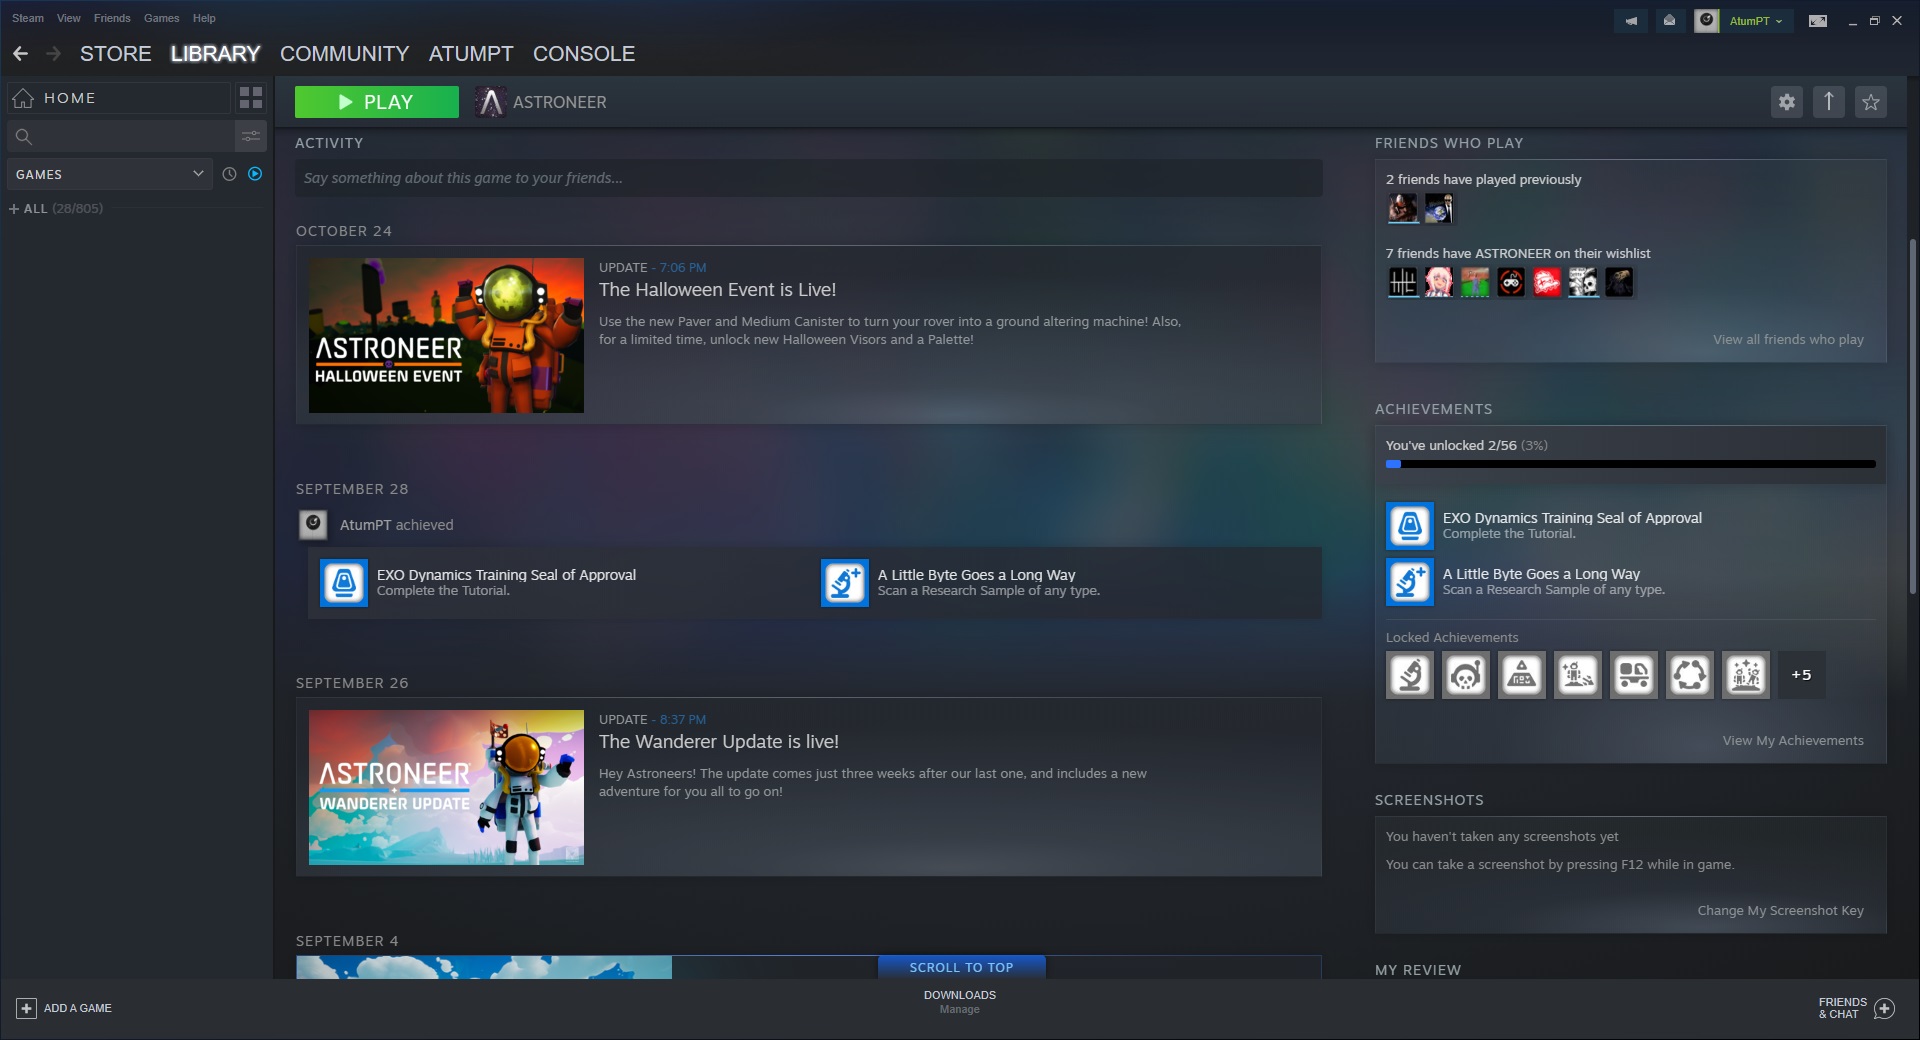 Steam View Friends Games Help
AtumPT
STORE LIBRARY COMMUNITY ATUMPT CONSOLE
HOME
GAMES
+ ALL (28/805)
PLAY
ASTRONEER
ACTIVITY
Say something about this game to your friends...
OCTOBER 24
ASTRONEER
HALLOWEEN EVENT
UPDATE - 7:06 PM
The Halloween Event is Live!
Use the new Paver and Medium Canister to turn your rover into a ground altering machine! Also,
for a limited time, unlock new Halloween Visors and a Palette!
SEPTEMBER 28
AtumPT achieved
EXO Dynamics Training Seal of Approval
Complete the Tutorial.
A Little Byte Goes a Long Way
Scan a Research Sample of any type.
SEPTEMBER 26
ASTRONEER
WANDERER UPDATE
UPDATE - 8:37 PM
The Wanderer Update is live!
Hey Astroneers! The update comes just three weeks after our last one, and includes a new
adventure for you all to go on!
SEPTEMBER 4
SCROLL TO TOP
FRIENDS WHO PLAY
2 friends have played previously
7 friends have ASTRONEER on their wishlist
View all friends who play
ACHIEVEMENTS
You've unlocked 2/56 (3%)
EXO Dynamics Training Seal of Approval
Complete the Tutorial.
A Little Byte Goes a Long Way
Scan a Research Sample of any type.
Locked Achievements
+5
View My Achievements
SCREENSHOTS
You haven't taken any screenshots yet
You can take a screenshot by pressing F12 while in game.
Change My Screenshot Key
MY REVIEW
ADD A GAME
DOWNLOADS
Manage
FRIENDS
& CHAT